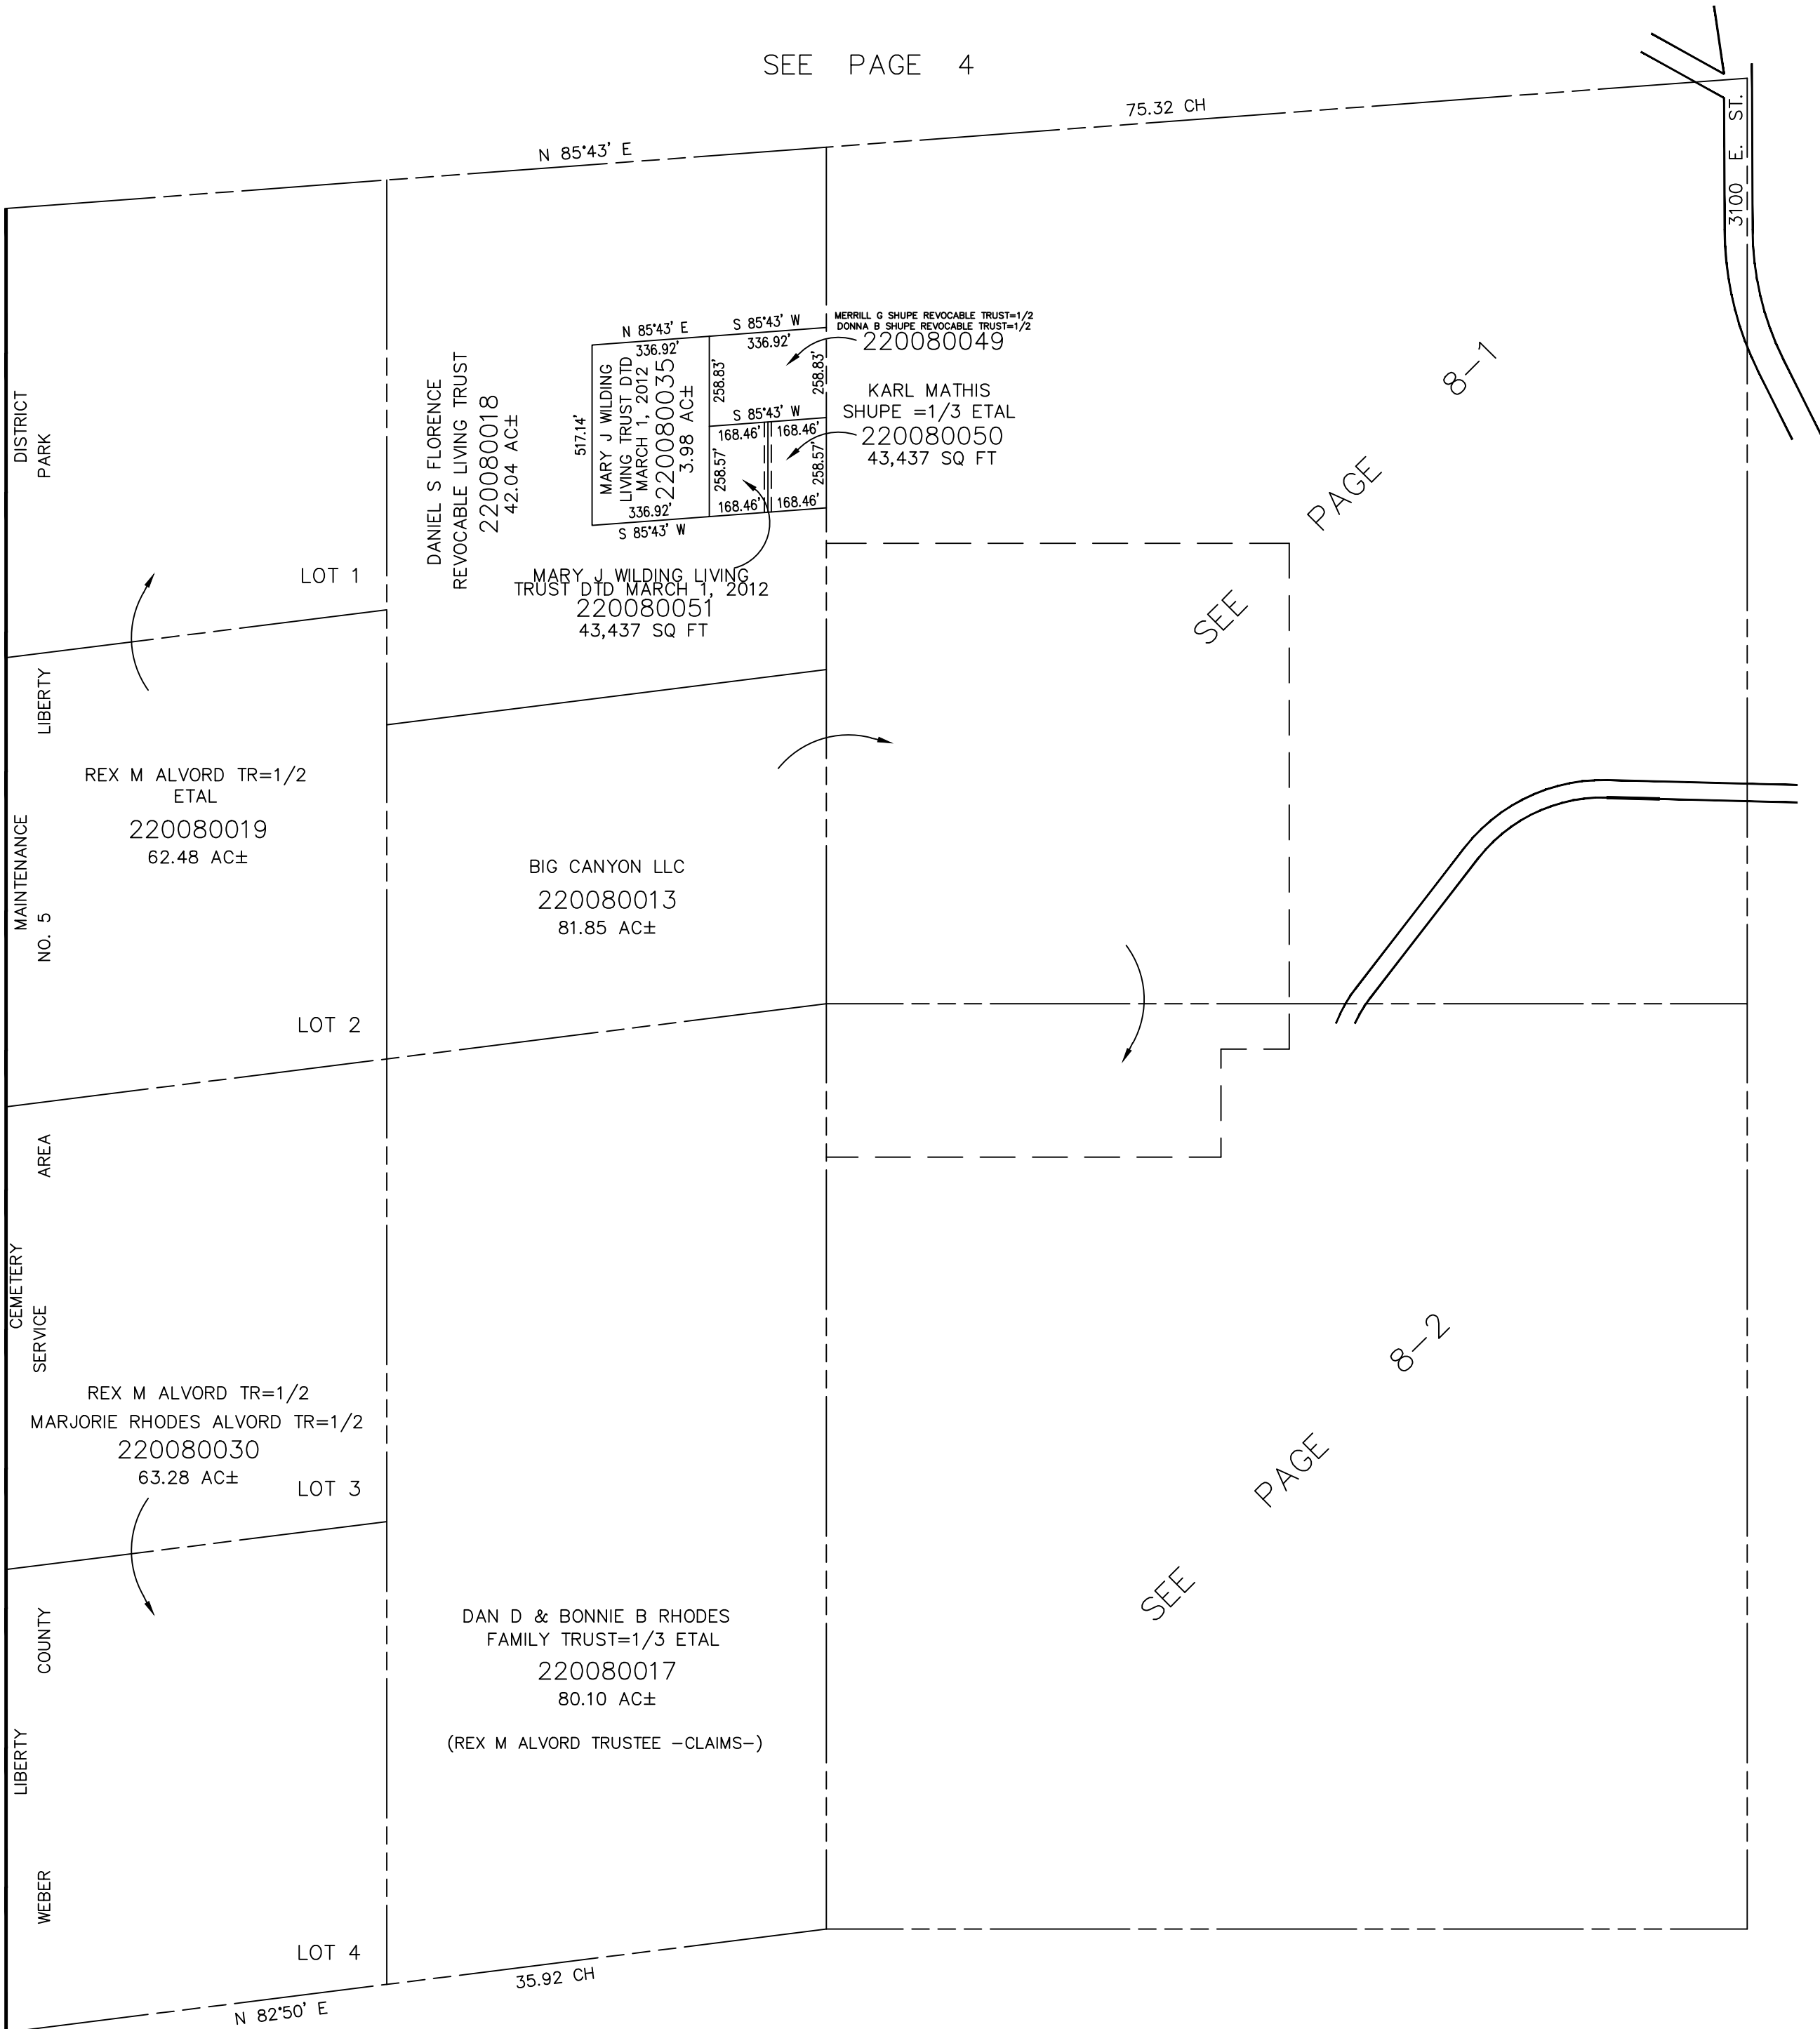 SEE PAGE 4
75.32 CH
N 85°43' E
3100 E. ST.
N 85°43' E
336.92'
S 85°43' W
336.92'
MERRILL G SHUPE REVOCABLE TRUST=1/2
DONNA B SHUPE REVOCABLE TRUST=1/2
220080049
258.83'
258.83'
KARL MATHIS
SHUPE =1/3 ETAL
220080050
43,437 SQ FT
S 85°43' W
168.46'
168.46'
258.57'
258.57'
168.46'
168.46'
517.14'
MARY J WILDING
LIVING TRUST DTD
MARCH 1, 2012
220080035
3.98 AC±
336.92'
S 85°43' W
DANIEL S FLORENCE
REVOCABLE LIVING TRUST
220080018
42.04 AC±
MARY J WILDING LIVING
TRUST DTD MARCH 1, 2012
220080051
43,437 SQ FT
LOT 1
SEE PAGE 8-1
REX M ALVORD TR=1/2
ETAL
220080019
62.48 AC±
BIG CANYON LLC
220080013
81.85 AC±
LOT 2
REX M ALVORD TR=1/2
MARJORIE RHODES ALVORD TR=1/2
220080030
63.28 AC±
LOT 3
SEE PAGE 8-2
DAN D & BONNIE B RHODES
FAMILY TRUST=1/3 ETAL
220080017
80.10 AC±
(REX M ALVORD TRUSTEE -CLAIMS-)
LOT 4
35.92 CH
N 82°50' E
LIBERTY CEMETERY MAINTENANCE DISTRICT
WEBER COUNTY SERVICE AREA NO. 5 LIBERTY PARK